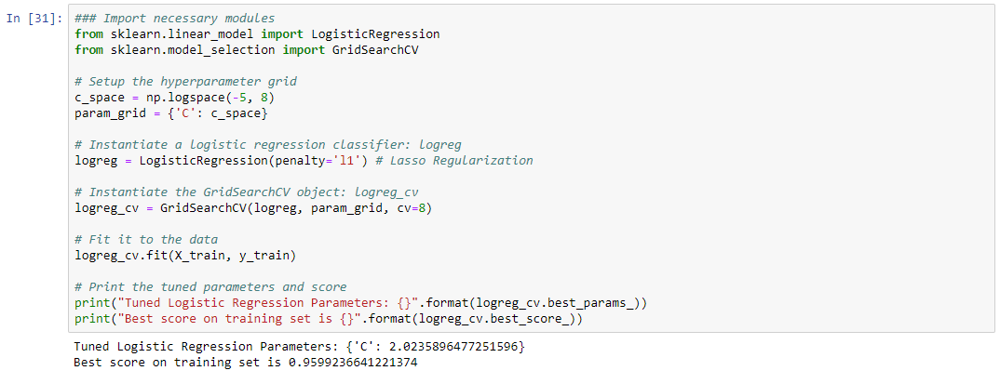 In [31]: ### Import necessary modules
from sklearn.linear_model import LogisticRegression
from sklearn.model_selection import GridSearchCV
# Setup the hyperparameter grid
c_space = np.logspace(-5, 8)
param_grid = {'C': c_space}
# Instantiate a logistic regression classifier: logreg
logreg = LogisticRegression(penalty='l1') # Lasso Regularization
# Instantiate the GridSearchCV object: logreg_cv
logreg_cv = GridSearchCV(logreg, param_grid, cv=8)
# Fit it to the data
logreg_cv.fit(X_train, y_train)
# Print the tuned parameters and score
print("Tuned Logistic Regression Parameters: {}".format(logreg_cv.best_params_))
print("Best score on training set is {}".format(logreg_cv.best_score_))
Tuned Logistic Regression Parameters: {'C': 2.0235896477251596}
Best score on training set is 0.9599236641221374